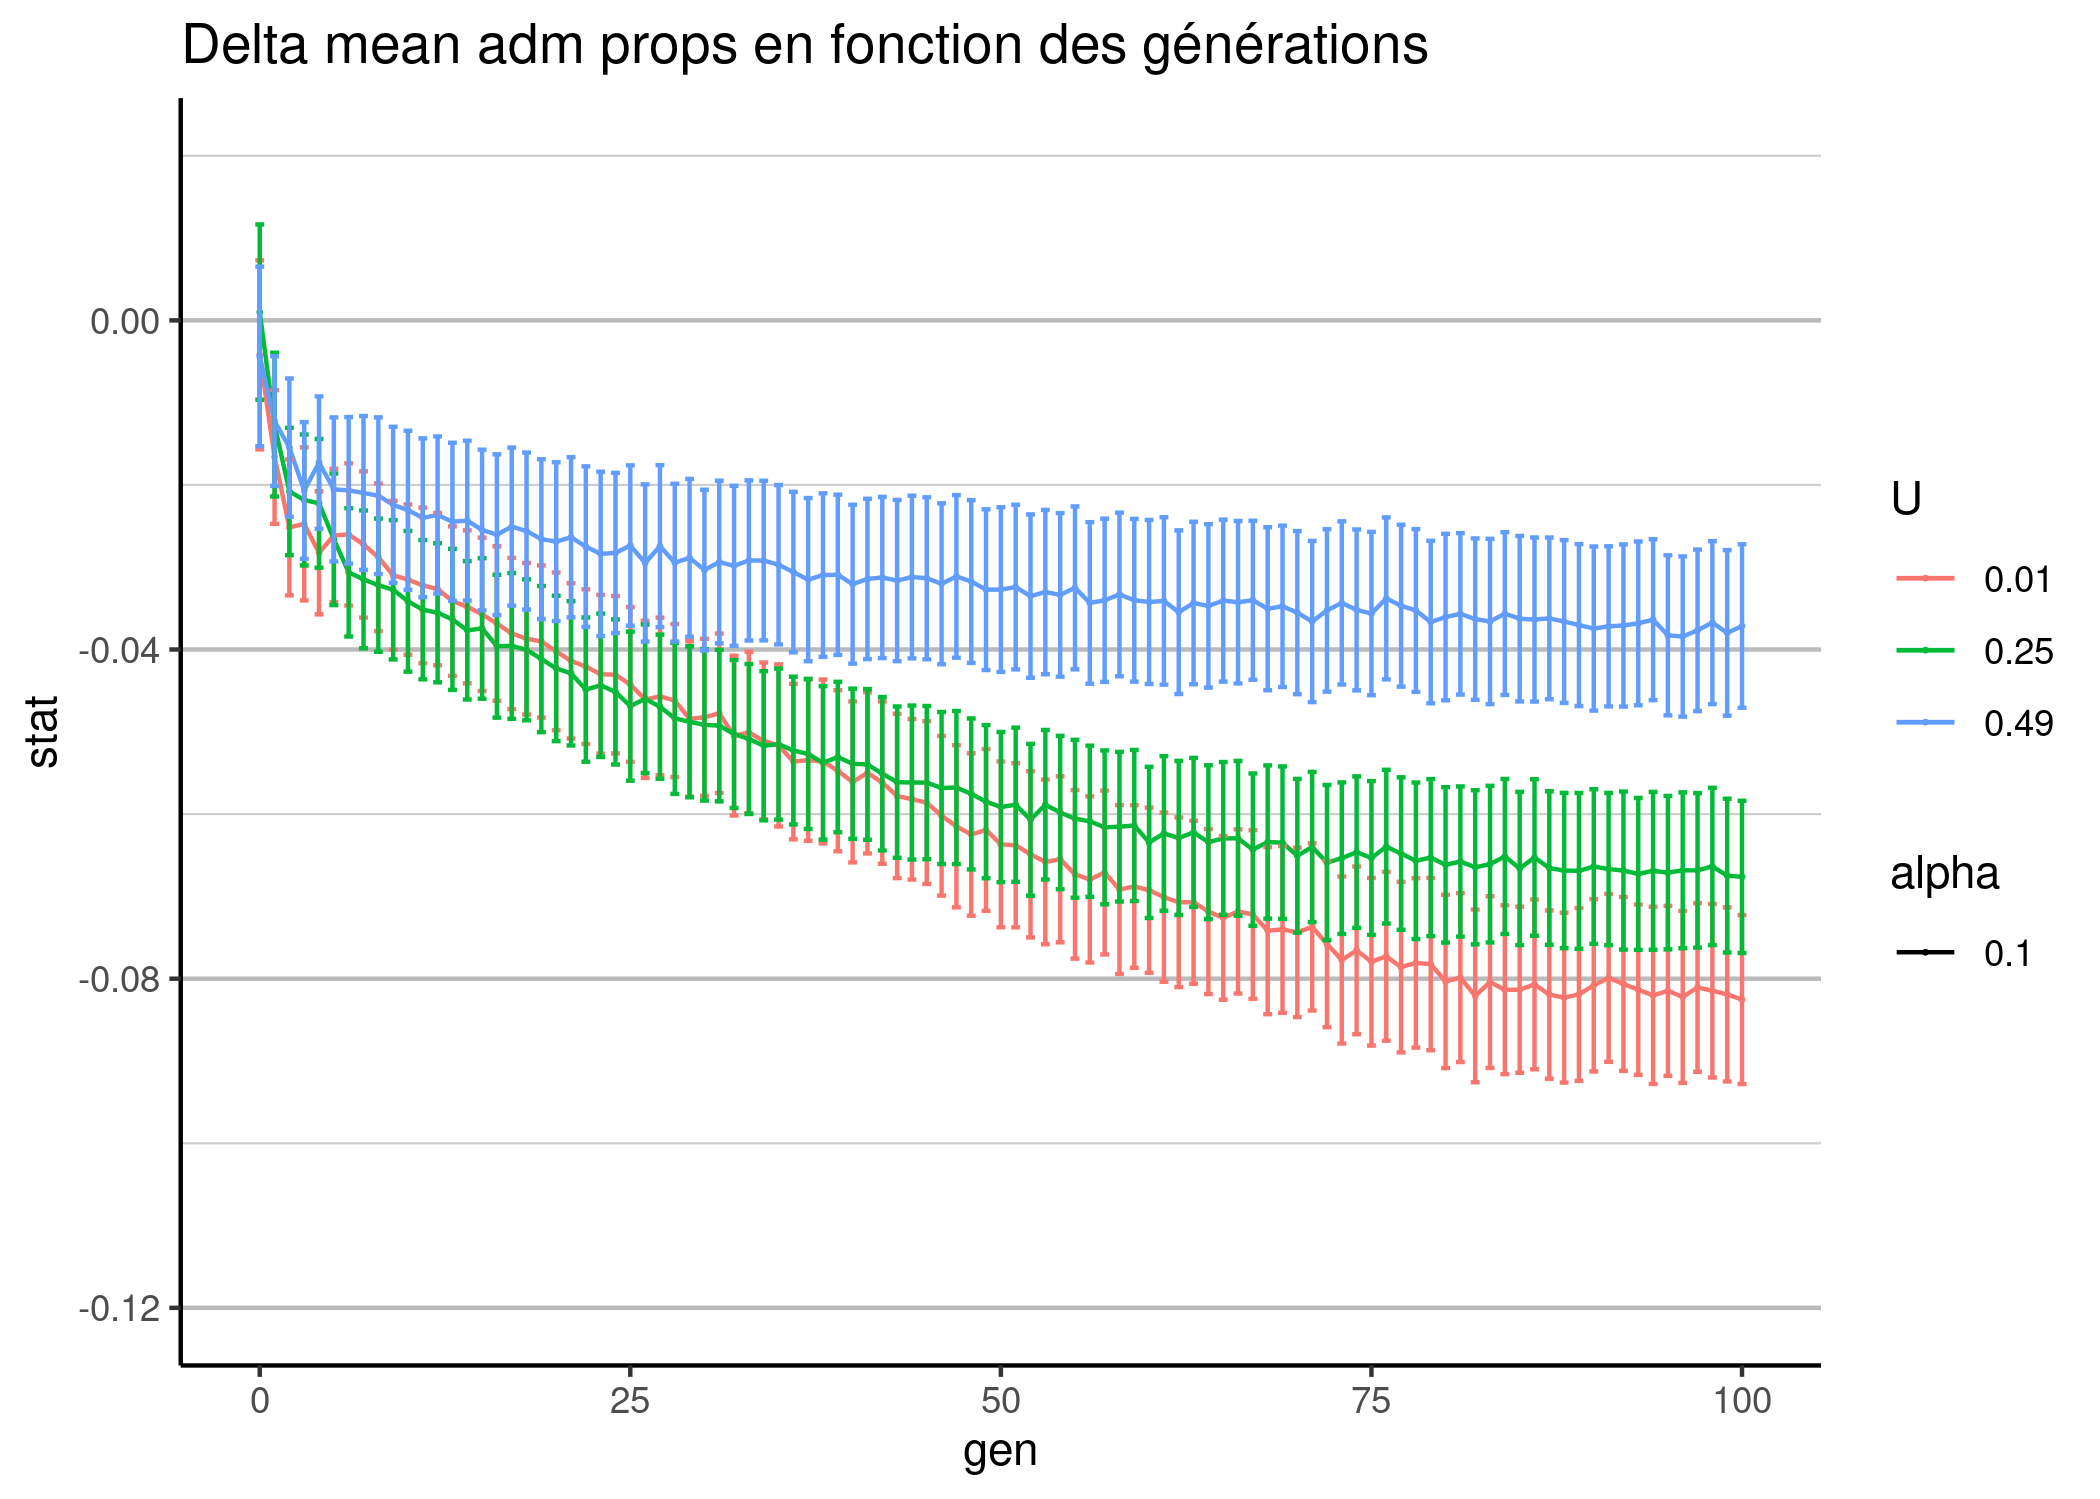 Delta mean adm props en fonction des générations
stat
0.00
-0.04
-0.08
-0.12
0
25
50
75
100
gen
U
0.01
0.25
0.49
alpha
0.1